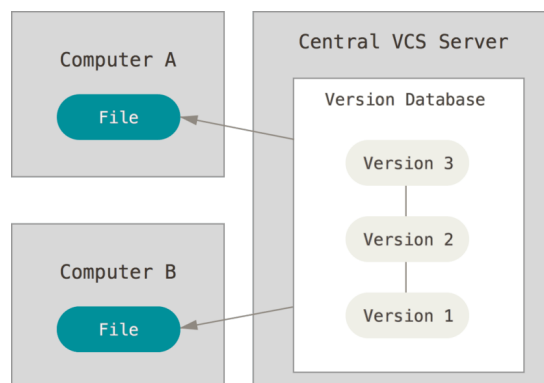 Computer A
File
Computer B
File
Central VCS Server
Version Database
Version 3
Version 2
Version 1